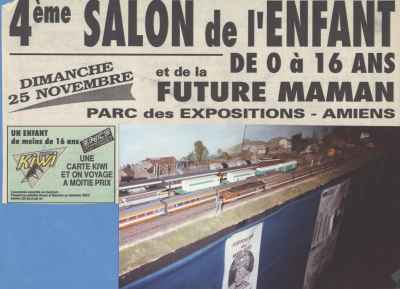 4ème SALON de l'ENFANT
DE 0 à 16 ANS
DIMANCHE
25 NOVEMBRE
et de la
FUTURE MAMAN
PARC des EXPOSITIONS - AMIENS
UN ENFANT
de moins de 16 ans
KiWi
UNE
CARTE KIWI
ET ON VOYAGE
A MOITIE PRIX